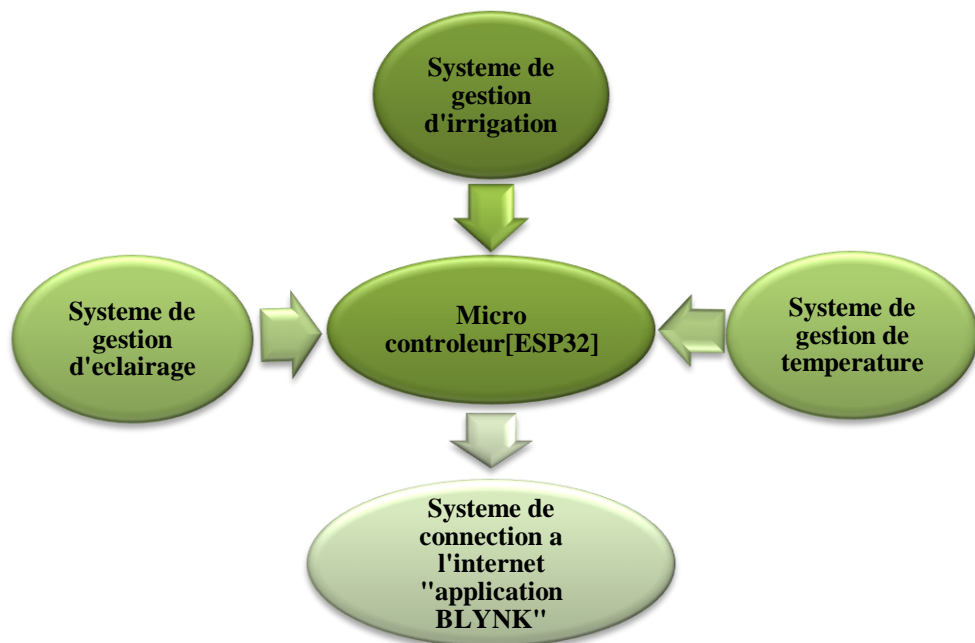 Systeme de
gestion
d'irrigation
Systeme de
gestion
d'eclairage
Micro
controleur[ESP32]
Systeme de
gestion de
temperature
Systeme de
connection a
l'internet
"application
BLYNK"